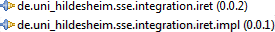 de.uni_hildesheim.sse.integration.iret (0.0.2)
de.uni_hildesheim.sse.integration.iret.impl (0.0.1)